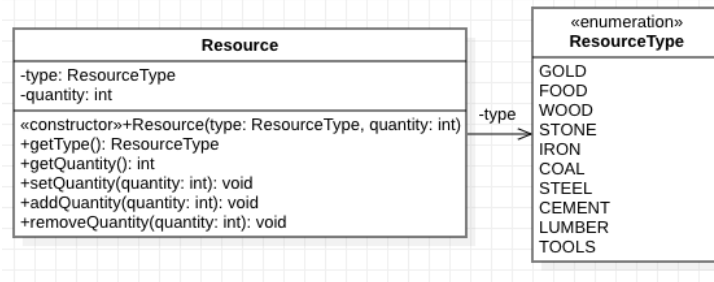 Resource
-type: ResourceType
-quantity: int
«constructor»+Resource(type: ResourceType, quantity: int)
+getType(): ResourceType
+getQuantity(): int
+setQuantity(quantity: int): void
+addQuantity(quantity: int): void
+removeQuantity(quantity: int): void
-type
«enumeration»
ResourceType
GOLD
FOOD
WOOD
STONE
IRON
COAL
STEEL
CEMENT
LUMBER
TOOLS